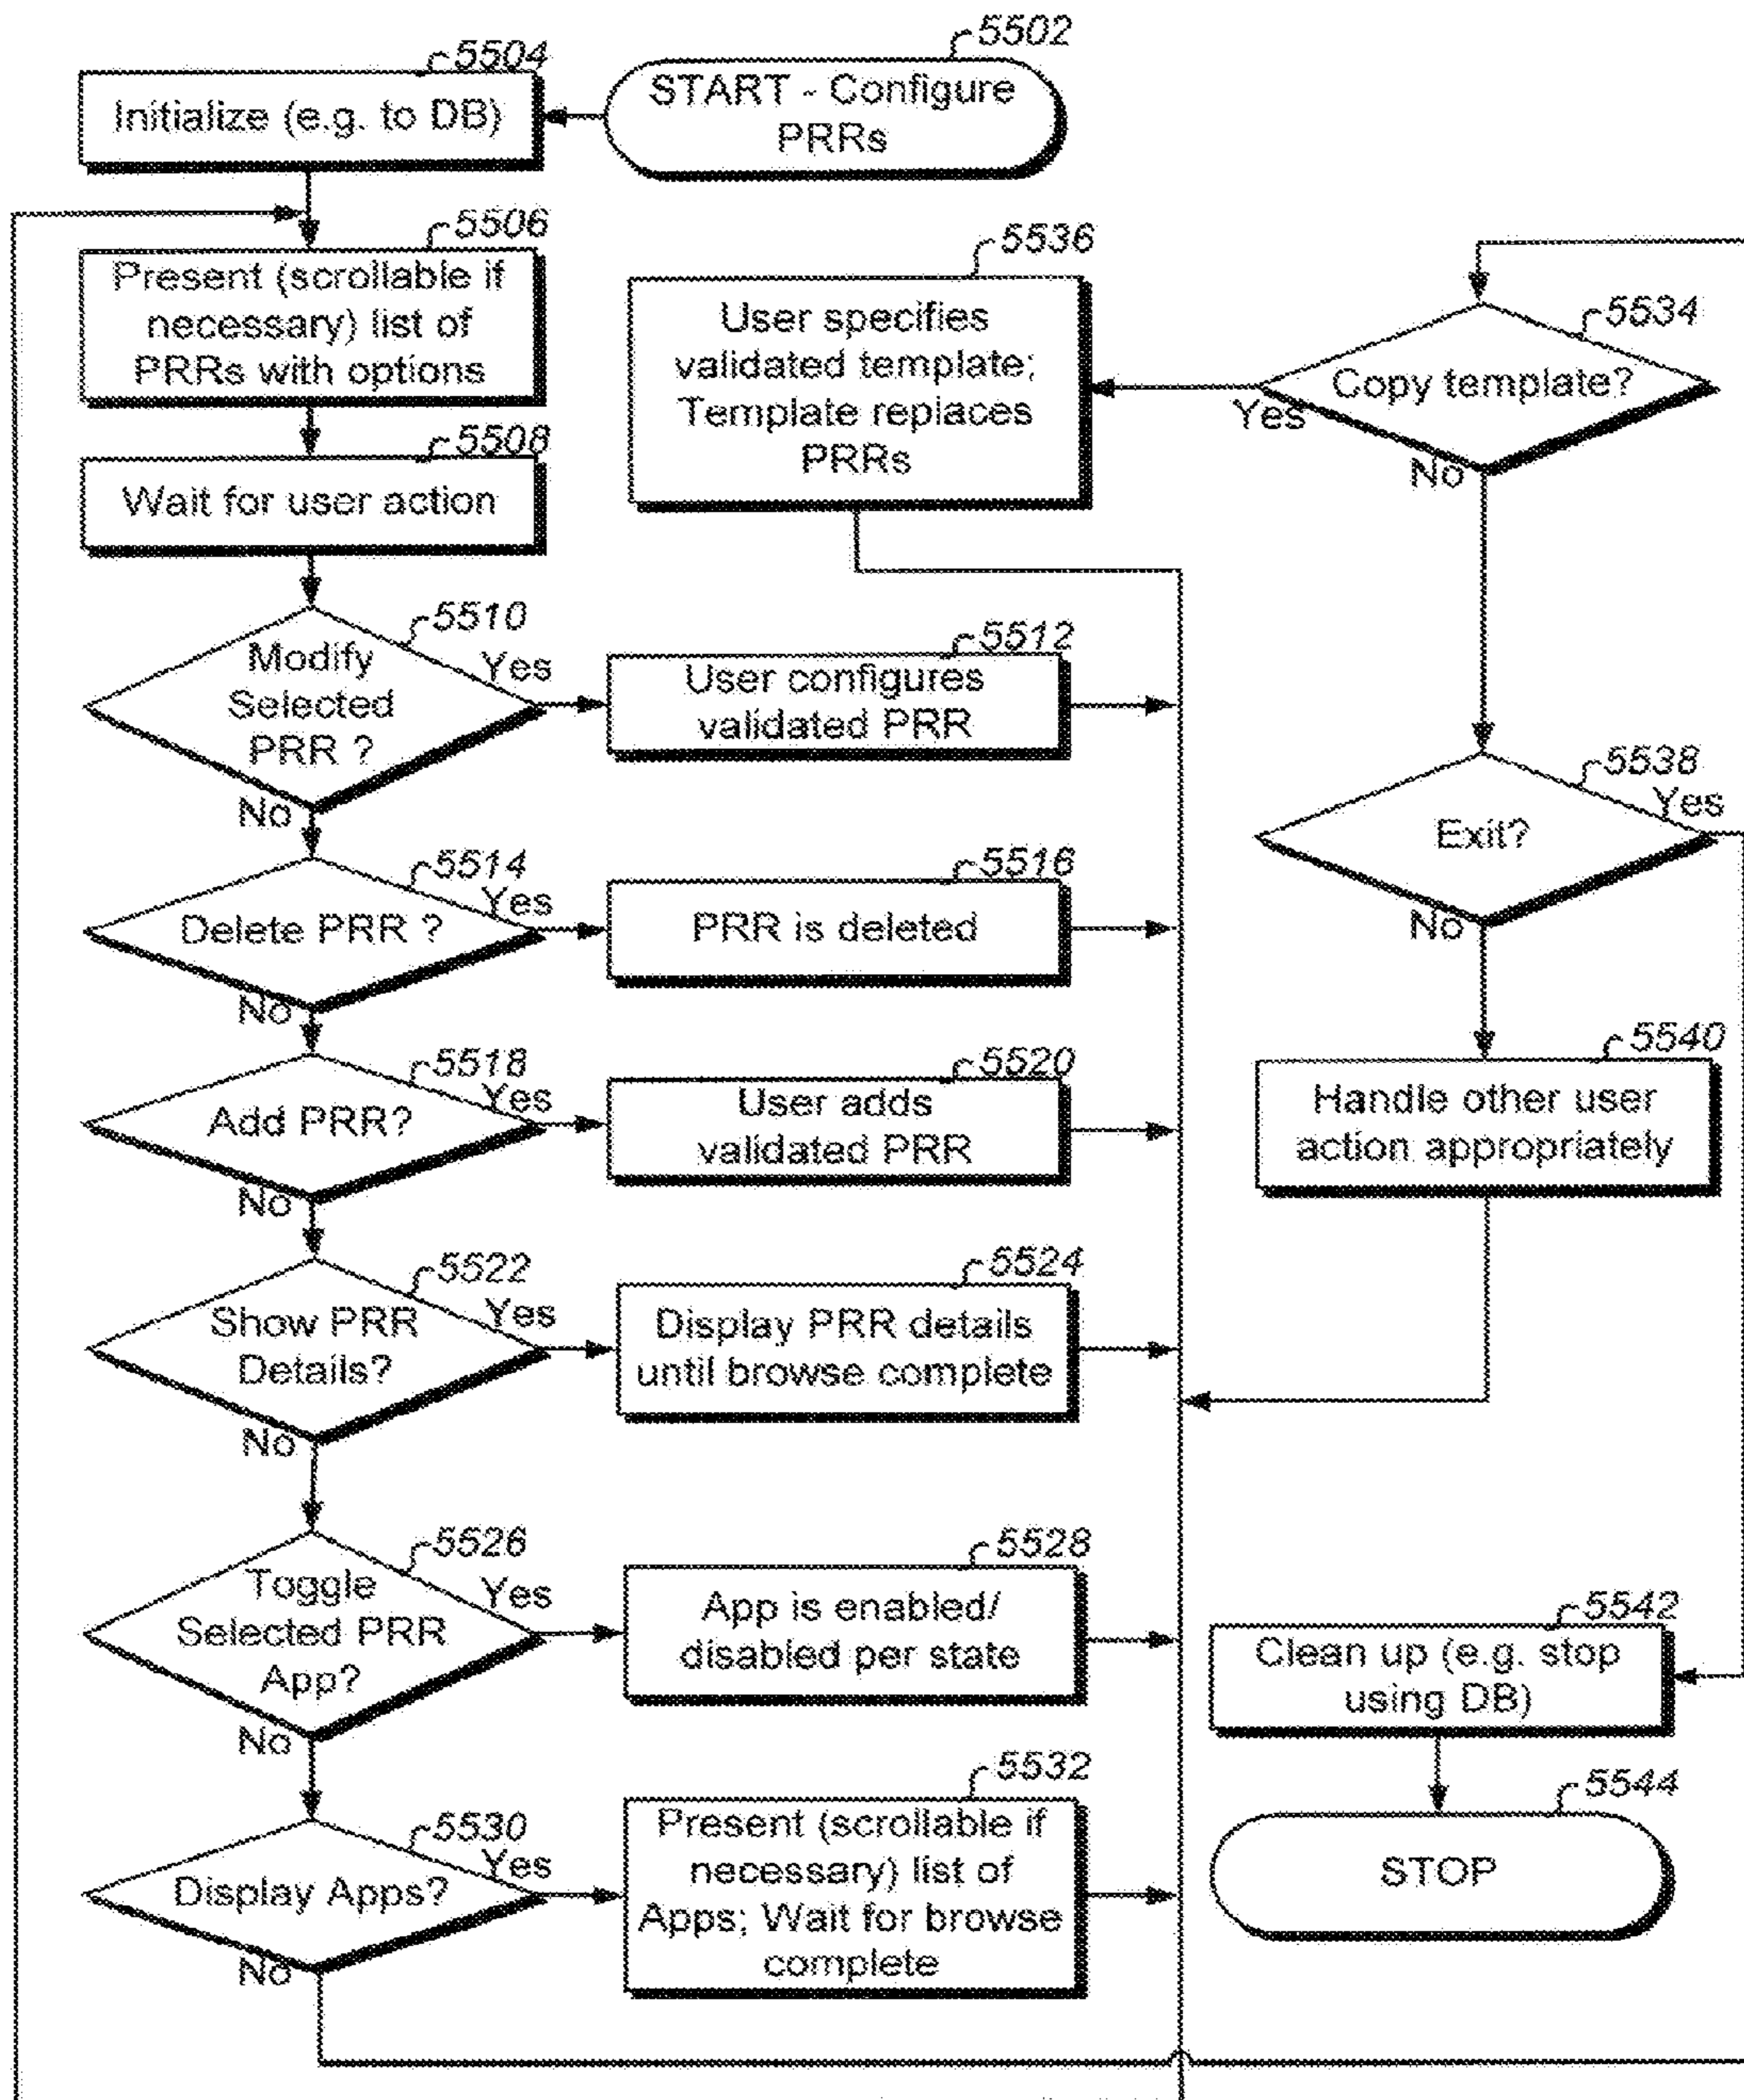 5502
START - Configure
PRRs
5504
Initialize (e.g. to DB)
5506
Present (scrollable if
necessary) list of
PRRs with options
5508
Wait for user action
5510
Modify
Selected
PRR ?
Yes
No
5512
User configures
validated PRR
5514
Delete PRR ?
Yes
No
5516
PRR is deleted
5518
Add PRR?
Yes
No
5520
User adds
validated PRR
5522
Show PRR
Details?
Yes
No
5524
Display PRR details
until browse complete
5526
Toggle
Selected PRR
App?
Yes
No
5528
App is enabled/
disabled per state
5530
Display Apps?
Yes
No
5532
Present (scrollable if
necessary) list of
Apps; Wait for browse
complete
5534
Copy template?
Yes
No
5536
User specifies
validated template;
Template replaces
PRRs
5538
Exit?
Yes
No
5540
Handle other user
action appropriately
5542
Clean up (e.g. stop
using DB)
5544
STOP